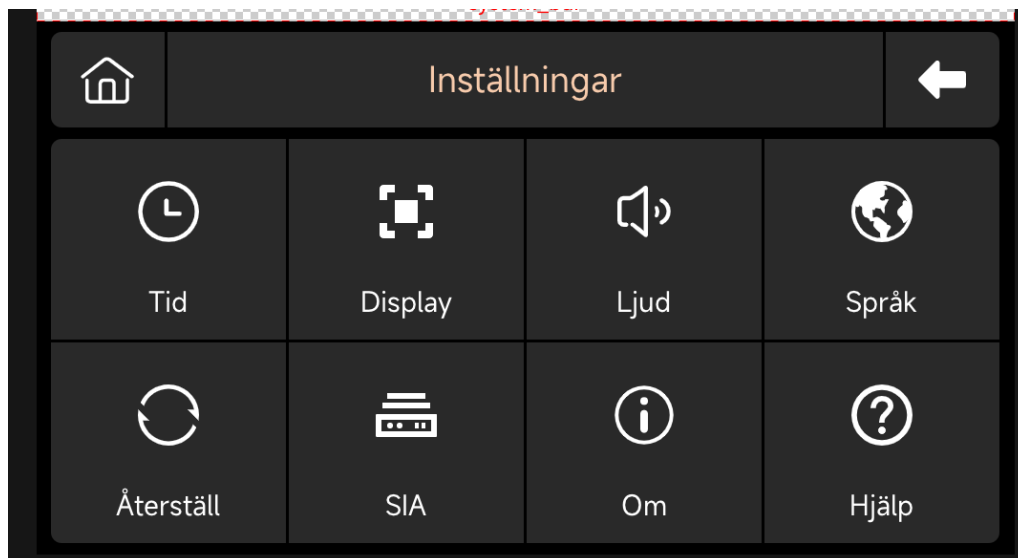 Inställningar
Tid
Display
Ljud
Språk
Återställ
SIA
Om
Hjälp